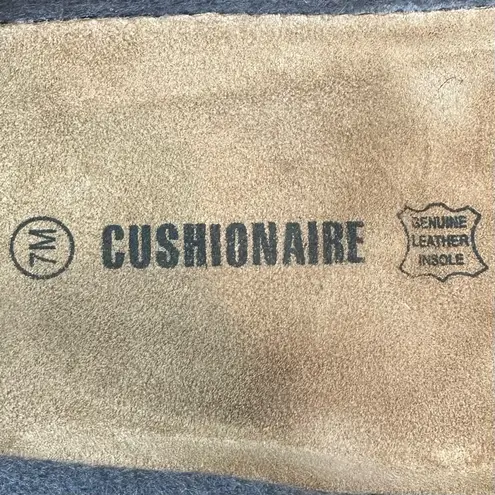 7M
CUSHIONAIRE
GENUINE
LEATHER
INSOLE